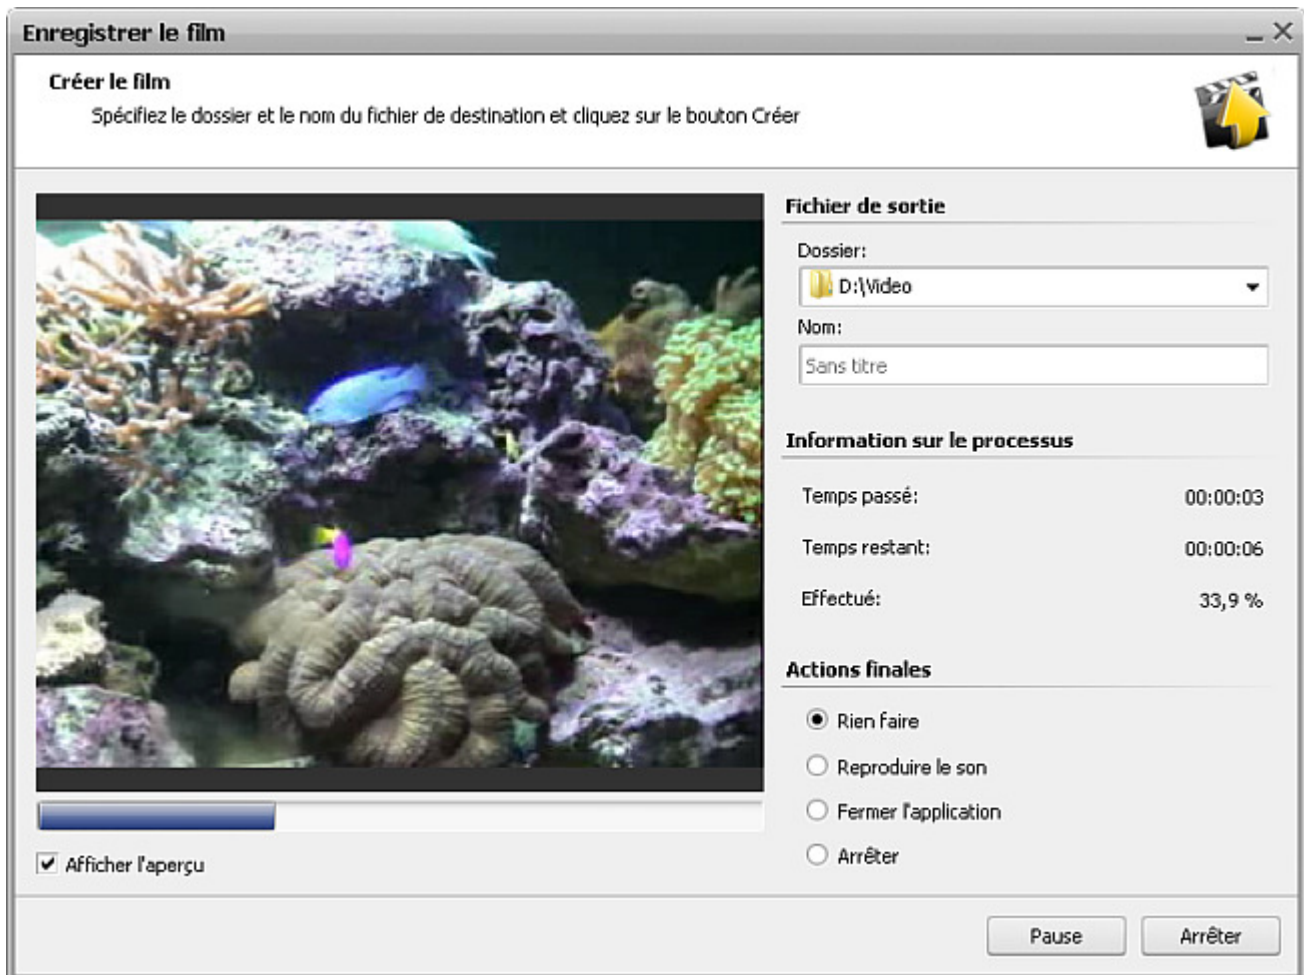 Enregistrer le film
Créer le film
Spécifiez le dossier et le nom du fichier de destination et cliquez sur le bouton Créer
Fichier de sortie
Dossier:
D:\Video
Nom:
Sans titre
Information sur le processus
Temps passé: 00:00:03
Temps restant: 00:00:06
Effectué: 33,9 %
Actions finales
Rien faire
Reproduire le son
Fermer l'application
Arrêter
Afficher l'aperçu
Pause Arrêter